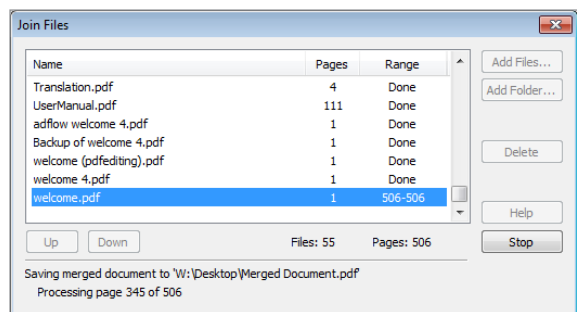 Join Files
Name Pages Range
Translation.pdf 4 Done
UserManual.pdf 111 Done
adflow welcome 4.pdf 1 Done
Backup of welcome 4.pdf 1 Done
welcome (pdfediting).pdf 1 Done
welcome 4.pdf 1 Done
welcome.pdf 1 506-506
Add Files...
Add Folder...
Delete
Help
Up Down Files: 55 Pages: 506 Stop
Saving merged document to 'W:\Desktop\Merged Document.pdf'
Processing page 345 of 506